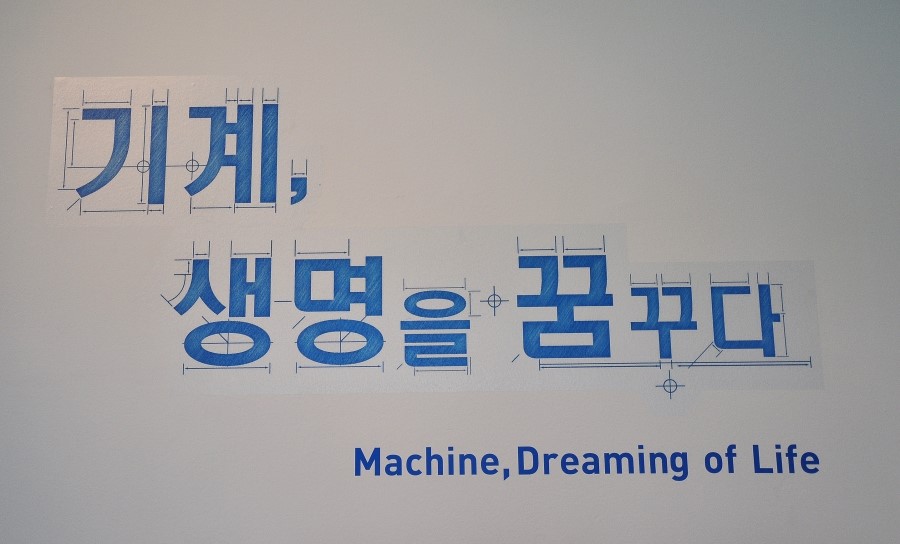 기계,
생명을 꿈꾸다
Machine, Dreaming of Life